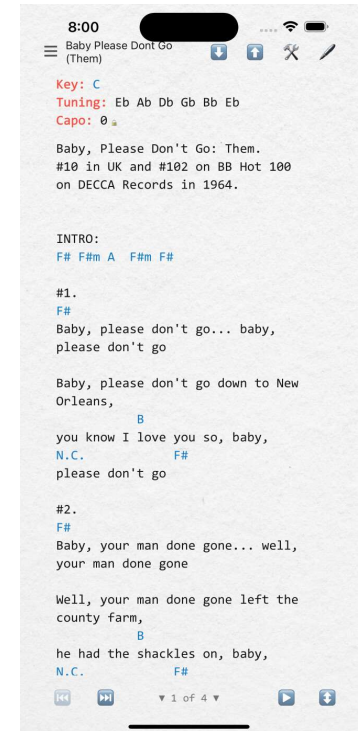 8:00
Baby Please Dont Go
(Them)
Key: C
Tuning: Eb Ab Db Gb Bb Eb
Capo: 0
Baby, Please Don't Go: Them.
#10 in UK and #102 on BB Hot 100
on DECCA Records in 1964.
INTRO:
F# F#m A  F#m F#
#1.
F#
Baby, please don't go... baby,
please don't go
Baby, please don't go down to New
Orleans,
B
you know I love you so, baby,
N.C.             F#
please don't go
#2.
F#
Baby, your man done gone... well,
your man done gone
Well, your man done gone left the
county farm,
B
he had the shackles on, baby,
N.C.             F#
▼ 1 of 4 ▼